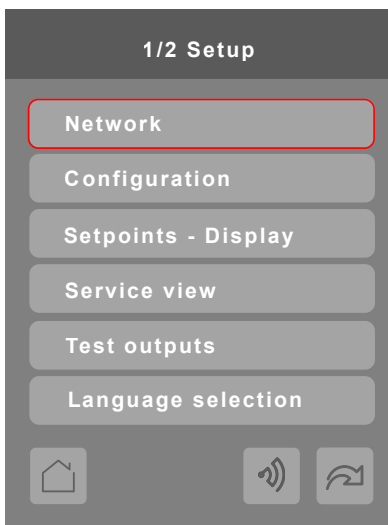 1/2 Setup
Network
Configuration
Setpoints - Display
Service view
Test outputs
Language selection